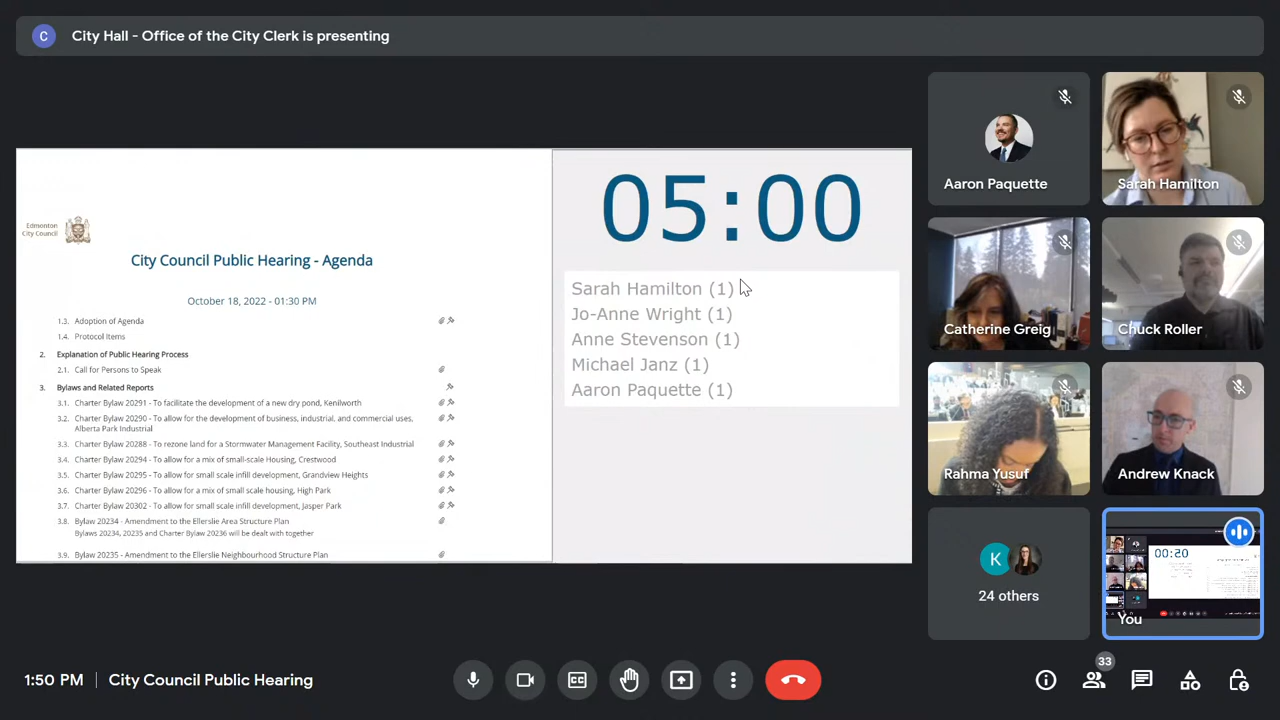 C City Hall - Office of the City Clerk is presenting
Edmonton
City Council
City Council Public Hearing - Agenda
October 18, 2022 - 01:30 PM
1.3. Adoption of Agenda
1.4. Protocol Items
2. Explanation of Public Hearing Process
2.1. Call for Persons to Speak
3. Bylaws and Related Reports
3.1. Charter Bylaw 20291 - To facilitate the development of a new dry pond, Kenilworth
3.2. Charter Bylaw 20290 - To allow for the development of business, industrial, and commercial uses,
Alberta Park Industrial
3.3. Charter Bylaw 20288 - To rezone land for a Stormwater Management Facility, Southeast Industrial
3.4. Charter Bylaw 20294 - To allow for a mix of small-scale Housing, Crestwood
3.5. Charter Bylaw 20295 - To allow for small scale infill development, Grandview Heights
3.6. Charter Bylaw 20296 - To allow for a mix of small scale housing, High Park
3.7. Charter Bylaw 20302 - To allow for small scale infill development, Jasper Park
3.8. Bylaw 20234 - Amendment to the Ellerslie Area Structure Plan
Bylaws 20234, 20235 and Charter Bylaw 20236 will be dealt with together
3.9. Bylaw 20235 - Amendment to the Ellerslie Neighbourhood Structure Plan
05:00
Sarah Hamilton (1)
Jo-Anne Wright (1)
Anne Stevenson (1)
Michael Janz (1)
Aaron Paquette (1)
Aaron Paquette
Sarah Hamilton
Catherine Greig
Chuck Roller
Rahma Yusuf
Andrew Knack
K
24 others
You
1:50 PM | City Council Public Hearing
33